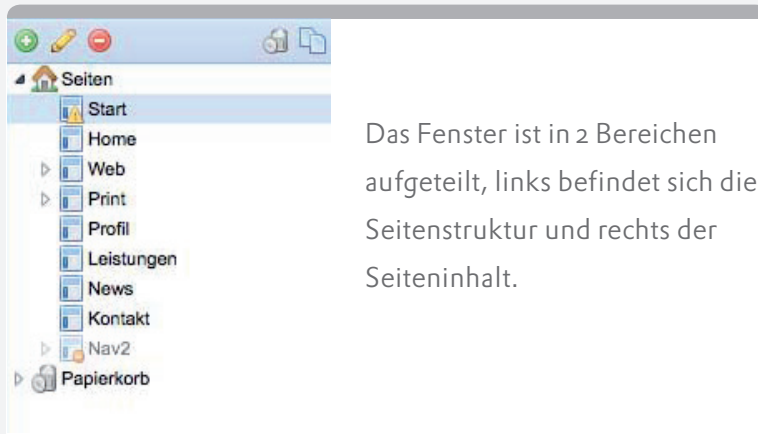 Seiten
Start
Home
Web
Print
Profil
Leistungen
News
Kontakt
Nav2
Papierkorb
Das Fenster ist in 2 Bereichen
aufgeteilt, links befindet sich die
Seitenstruktur und rechts der
Seiteninhalt.